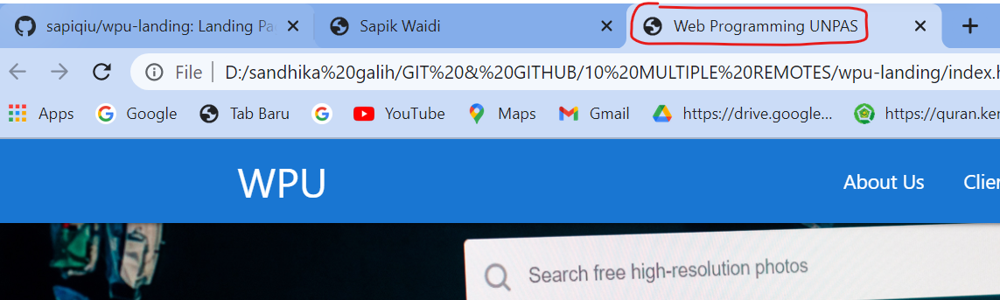 sapiqiu/wpu-landing: Landing Pa
Sapik Waidi
Web Programming UNPAS
File
D:/sandhika%20galih/GIT%20&%20GITHUB/10%20MULTIPLE%20REMOTES/wpu-landing/index.h
Apps
Google
Tab Baru
YouTube
Maps
Gmail
https://drive.google...
https://quran.ker
WPU
About Us
Clier
Search free high-resolution photos